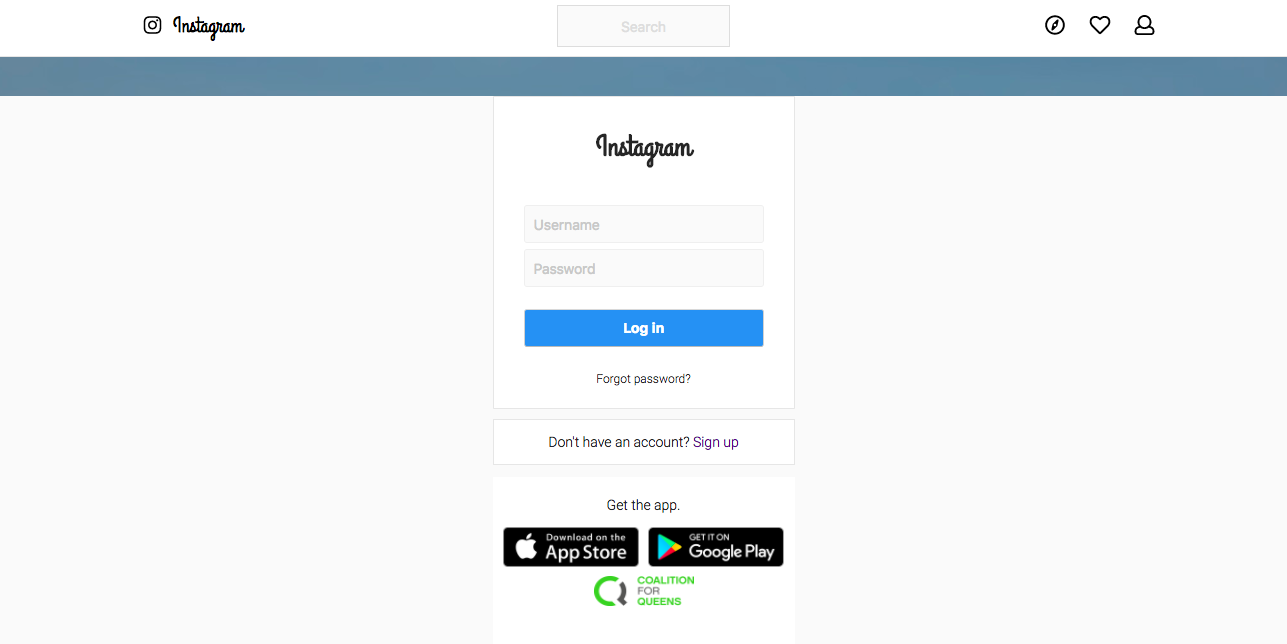 Instagram
Search
Instagram
Username
Password
Log in
Forgot password?
Don't have an account? Sign up
Get the app.
Download on the
App Store
GET IT ON
Google Play
COALITION
FOR
QUEENS